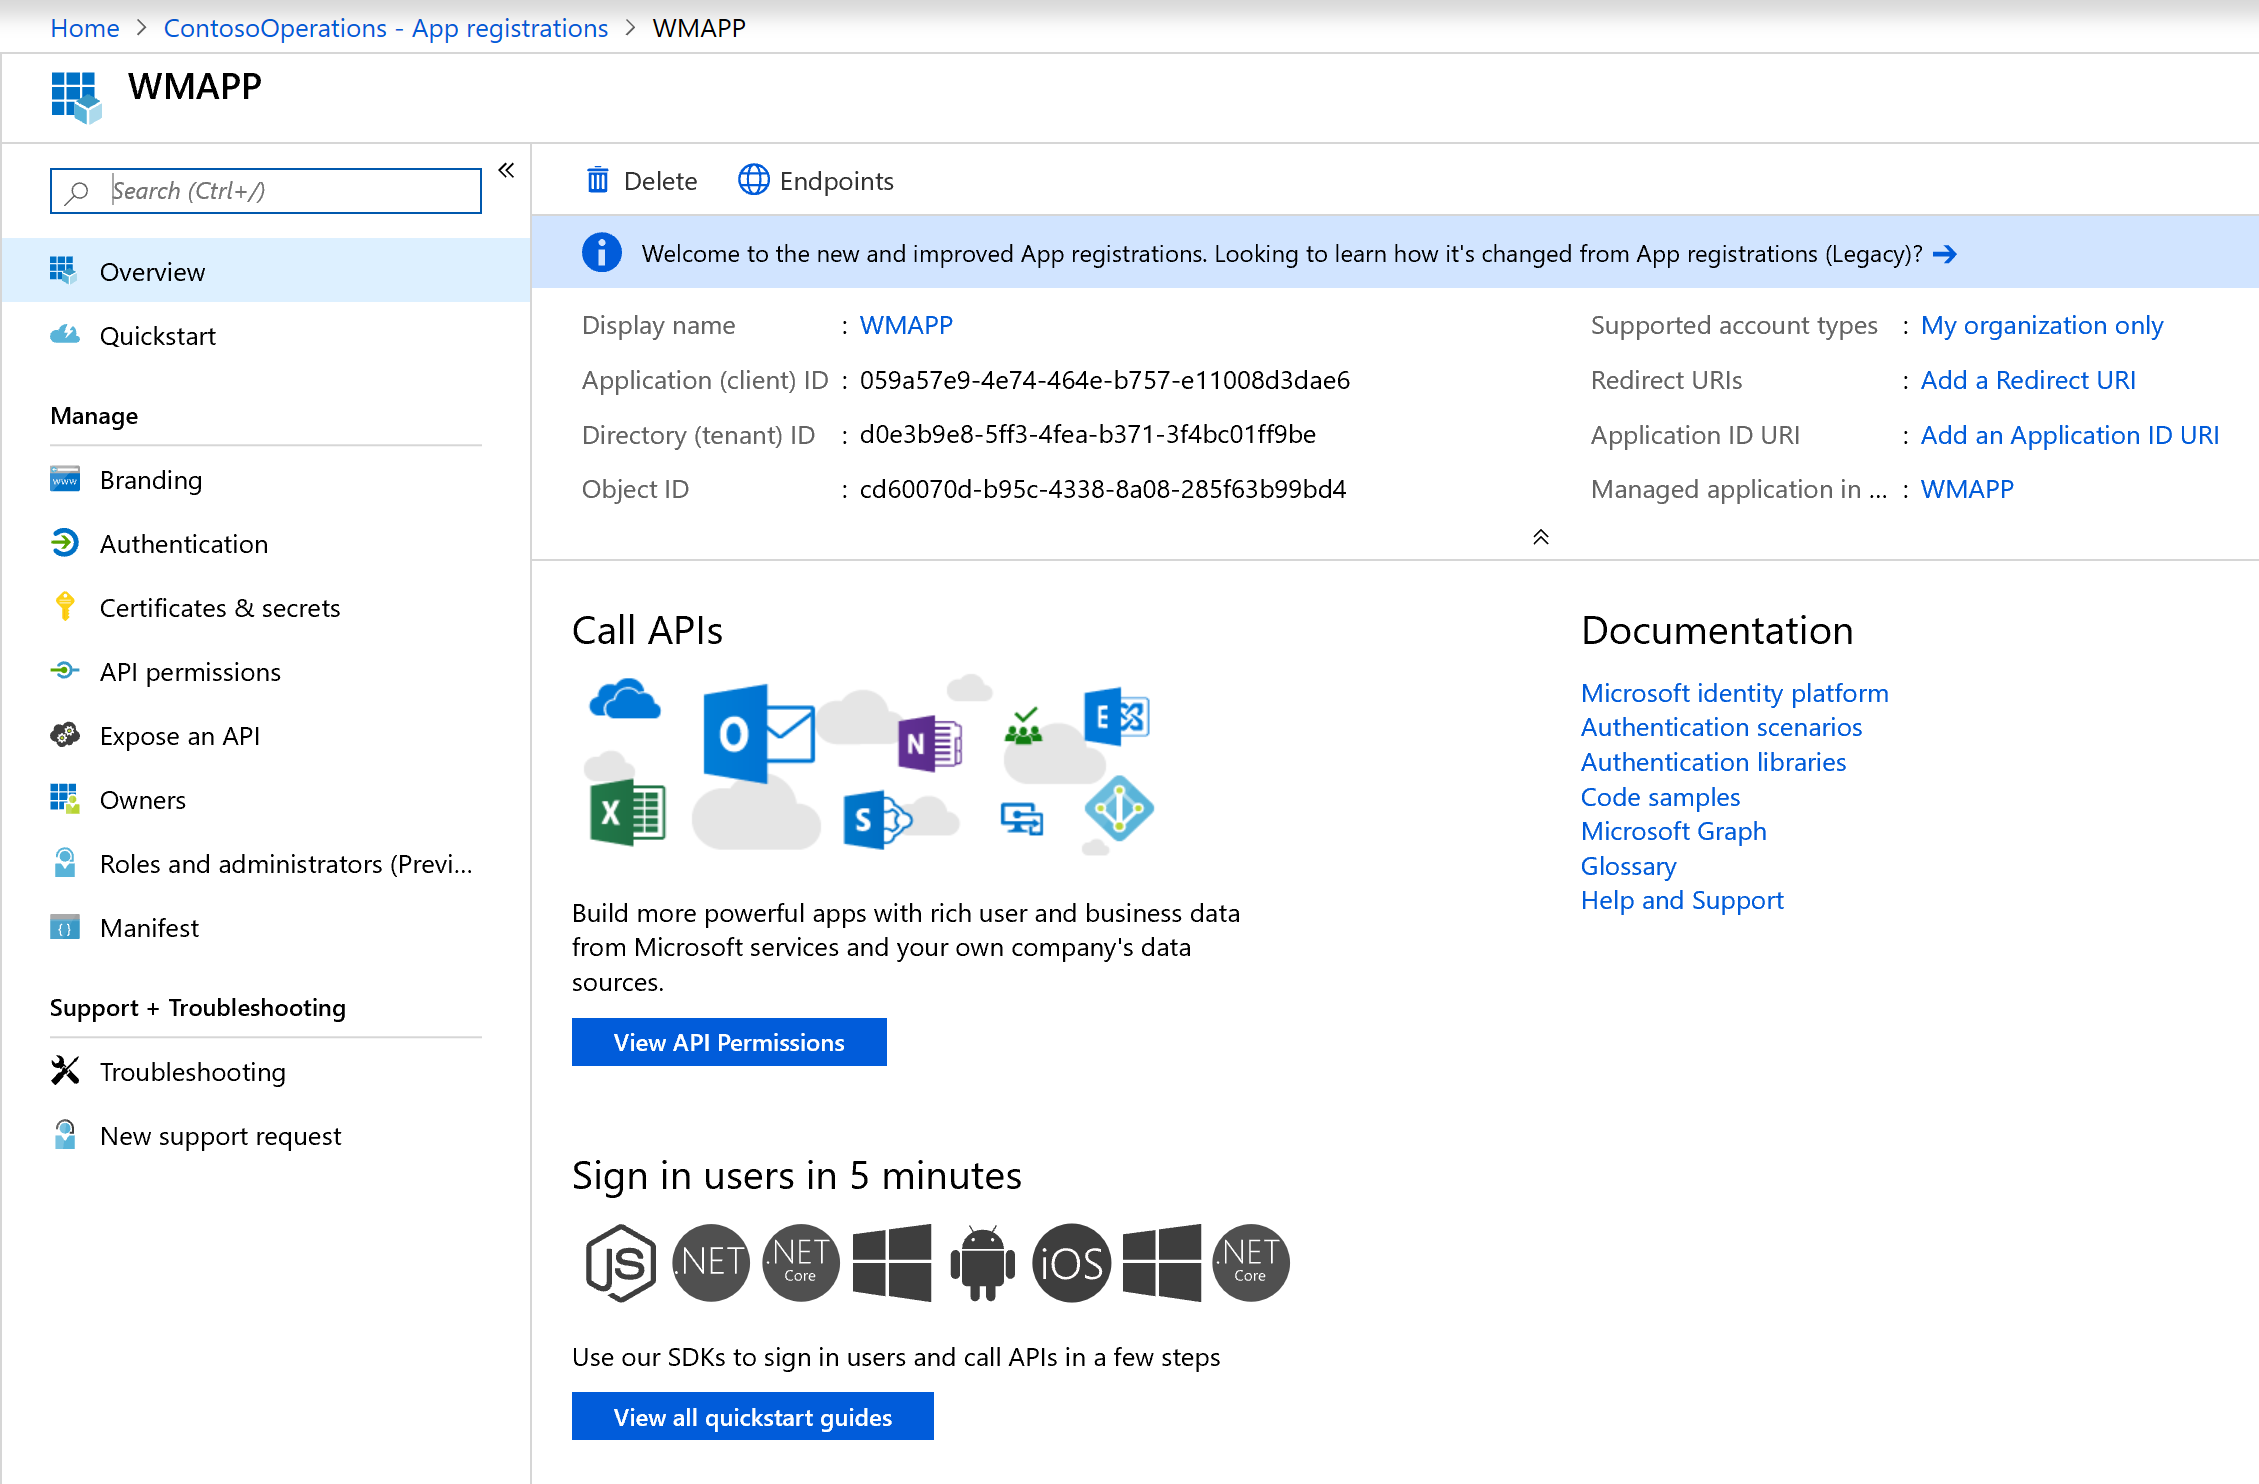 Home > ContosoOperations - App registrations > WMAPP
WMAPP
Search (Ctrl+/)
«
Overview
Quickstart
Manage
Branding
Authentication
Certificates & secrets
API permissions
Expose an API
Owners
Roles and administrators (Previ...
Manifest
Support + Troubleshooting
Troubleshooting
New support request
Delete
Endpoints
Welcome to the new and improved App registrations. Looking to learn how it's changed from App registrations (Legacy)? →
Display name : WMAPP
Application (client) ID : 059a57e9-4e74-464e-b757-e11008d3dae6
Directory (tenant) ID : d0e3b9e8-5ff3-4fea-b371-3f4bc01ff9be
Object ID : cd60070d-b95c-4338-8a08-285f63b99bd4
Supported account types : My organization only
Redirect URIs : Add a Redirect URI
Application ID URI : Add an Application ID URI
Managed application in ... : WMAPP
Call APIs
O
N
E
X
S
www
{ }
Build more powerful apps with rich user and business data
from Microsoft services and your own company's data
sources.
View API Permissions
Sign in users in 5 minutes
JS .NET .NET Core iOS .NET Core
Use our SDKs to sign in users and call APIs in a few steps
View all quickstart guides
Documentation
Microsoft identity platform
Authentication scenarios
Authentication libraries
Code samples
Microsoft Graph
Glossary
Help and Support